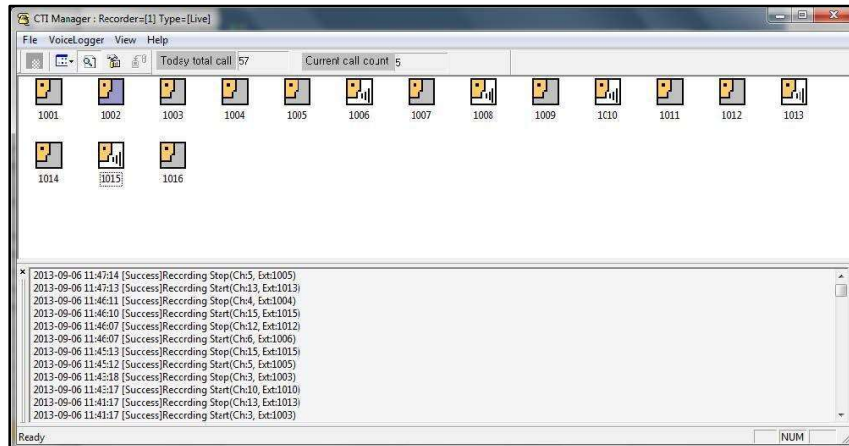 CTI Manager : Recorder=[1] Type=[Live]
File VoiceLogger View Help
Today total call 57 Current call count 5
1001 1002 1003 1004 1005 1006 1007 1008 1009 1010 1011 1012 1013
1014 1015 1016
2013-09-06 11:47:14 [Success]Recording Stop(Ch:5, Ext:1005)
2013-09-06 11:47:13 [Success]Recording Start(Ch:13, Ext:1013)
2013-09-06 11:46:11 [Success]Recording Stop(Ch:4, Ext:1004)
2013-09-06 11:46:10 [Success]Recording Start(Ch:15, Ext:1015)
2013-09-06 11:46:07 [Success]Recording Stop(Ch:12, Ext:1012)
2013-09-06 11:46:07 [Success]Recording Start(Ch:6, Ext:1006)
2013-09-06 11:45:13 [Success]Recording Stop(Ch:15, Ext:1015)
2013-09-06 11:45:12 [Success]Recording Start(Ch:5, Ext:1005)
2013-09-06 11:43:18 [Success]Recording Stop(Ch:3, Ext:1003)
2013-09-06 11:43:17 [Success]Recording Start(Ch:10, Ext:1010)
2013-09-06 11:41:17 [Success]Recording Stop(Ch:13, Ext:1013)
2013-09-06 11:41:17 [Success]Recording Start(Ch:3, Ext:1003)
Ready NUM